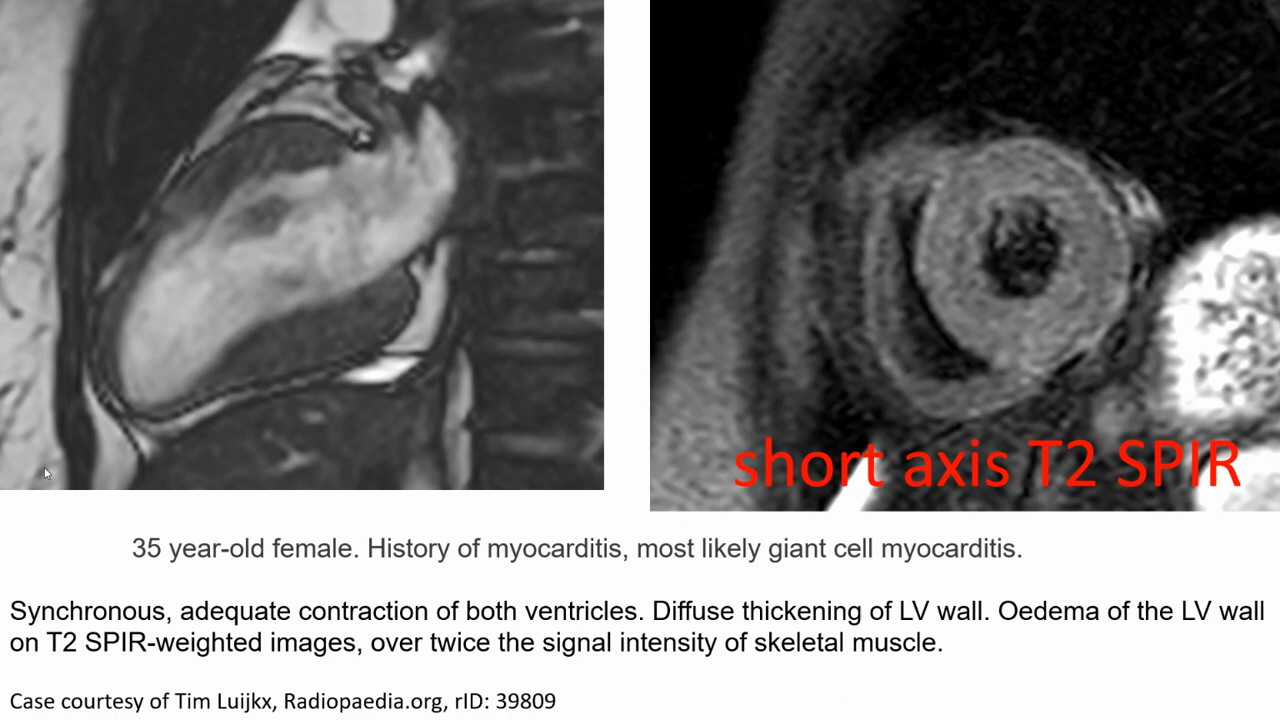 short axis T2 SPIR
35 year-old female. History of myocarditis, most likely giant cell myocarditis.
Synchronous, adequate contraction of both ventricles. Diffuse thickening of LV wall. Oedema of the LV wall
on T2 SPIR-weighted images, over twice the signal intensity of skeletal muscle.
Case courtesy of Tim Luijkx, Radiopaedia.org, rID: 39809